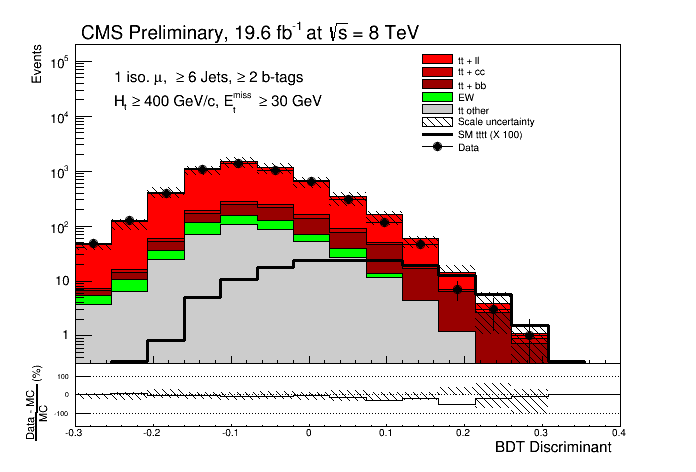 CMS Preliminary, 19.6 fb⁻¹ at √s = 8 TeV
Events
1 iso. μ, ≥ 6 Jets, ≥ 2 b-tags
H_t ≥ 400 GeV/c, E_t^miss ≥ 30 GeV
tt + ll
tt + cc
tt + bb
EW
tt other
Scale uncertainty
SM tttt (X 100)
Data
10⁵
10⁴
10³
10²
10
1
Data - MC
MC
(%)
100
0
-100
-0.3 -0.2 -0.1 0 0.1 0.2 0.3 0.4
BDT Discriminant